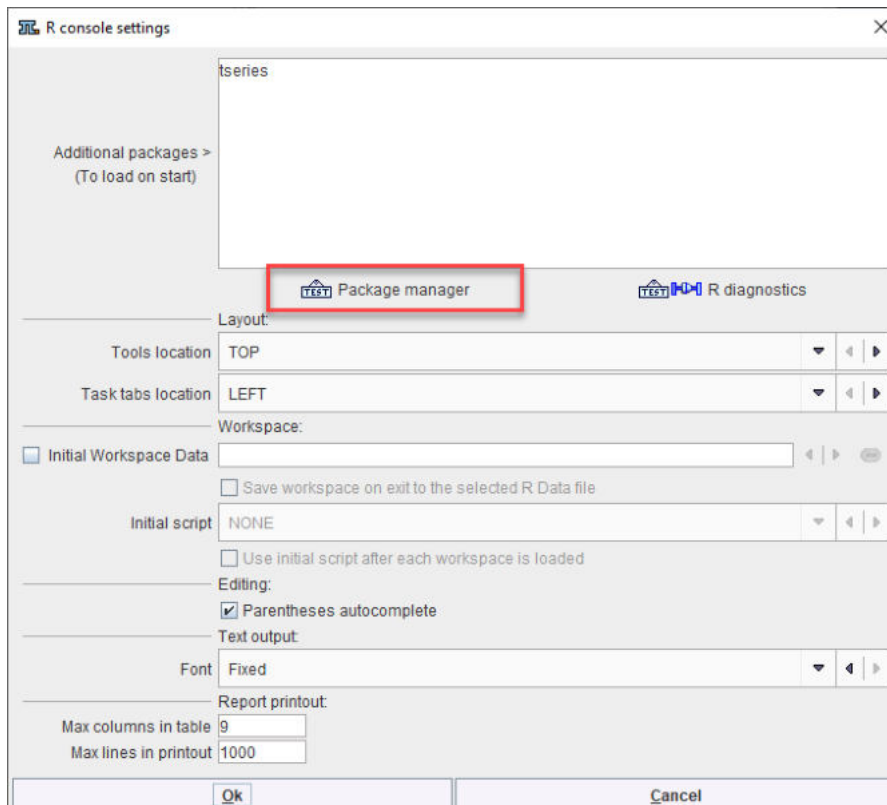 R console settings
tseries
Additional packages >
(To load on start)
TEST Package manager
TEST R diagnostics
Layout:
Tools location TOP
Task tabs location LEFT
Workspace:
Initial Workspace Data
Save workspace on exit to the selected R Data file
Initial script NONE
Use initial script after each workspace is loaded
Editing:
Parentheses autocomplete
Text output:
Font Fixed
Report printout:
Max columns in table 9
Max lines in printout 1000
Ok Cancel